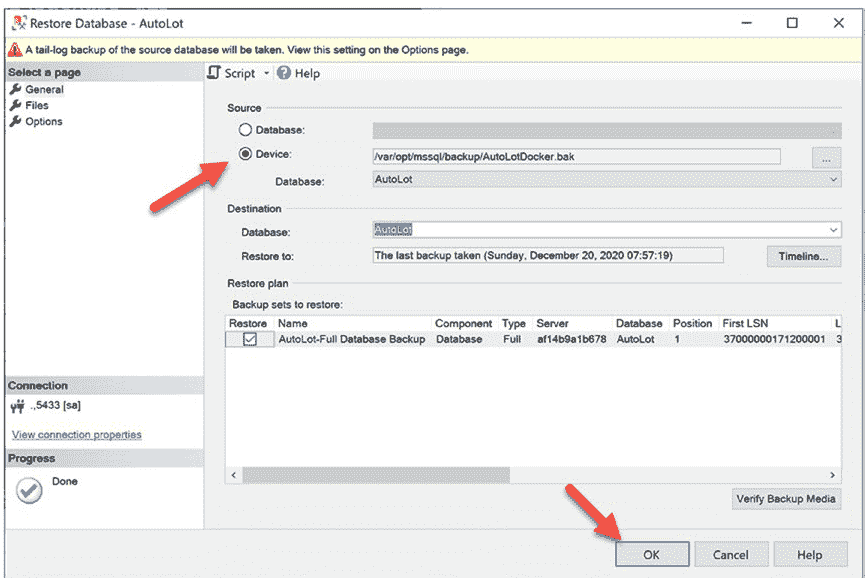 Restore Database - AutoLot
A tail-log backup of the source database will be taken. View this setting on the Options page.
Select a page
General
Files
Options
Script
Help
Source
Database:
Device:
/var/opt/mssql/backup/AutoLotDocker.bak
...
Database:
AutoLot
Destination
Database:
AutoLot
Restore to:
The last backup taken (Sunday, December 20, 2020 07:57:19)
Timeline...
Restore plan
Backup sets to restore:
Restore Name Component Type Server Database Position First LSN L
AutoLot-Full Database Backup Database Full af14b9a1b678 AutoLot 1 37000000171200001 3
Connection
.,5433 [sa]
View connection properties
Progress
Done
Verify Backup Media
OK
Cancel
Help